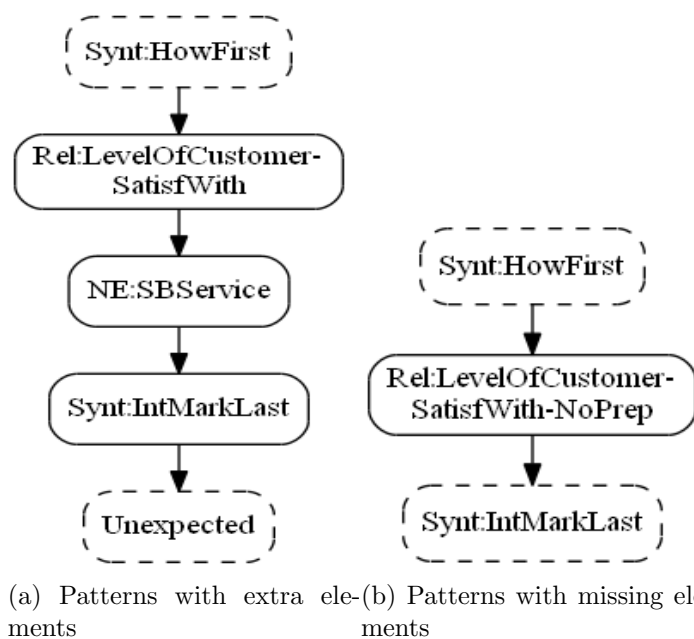 Synt:HowFirst
Rel:LevelOfCustomer-
SatisfWith
NE:SBService
Synt:IntMarkLast
Unexpected
(a) Patterns with extra ele-
ments
Synt:HowFirst
Rel:LevelOfCustomer-
SatisfWith-NoPrep
Synt:IntMarkLast
(b) Patterns with missing ele
ments